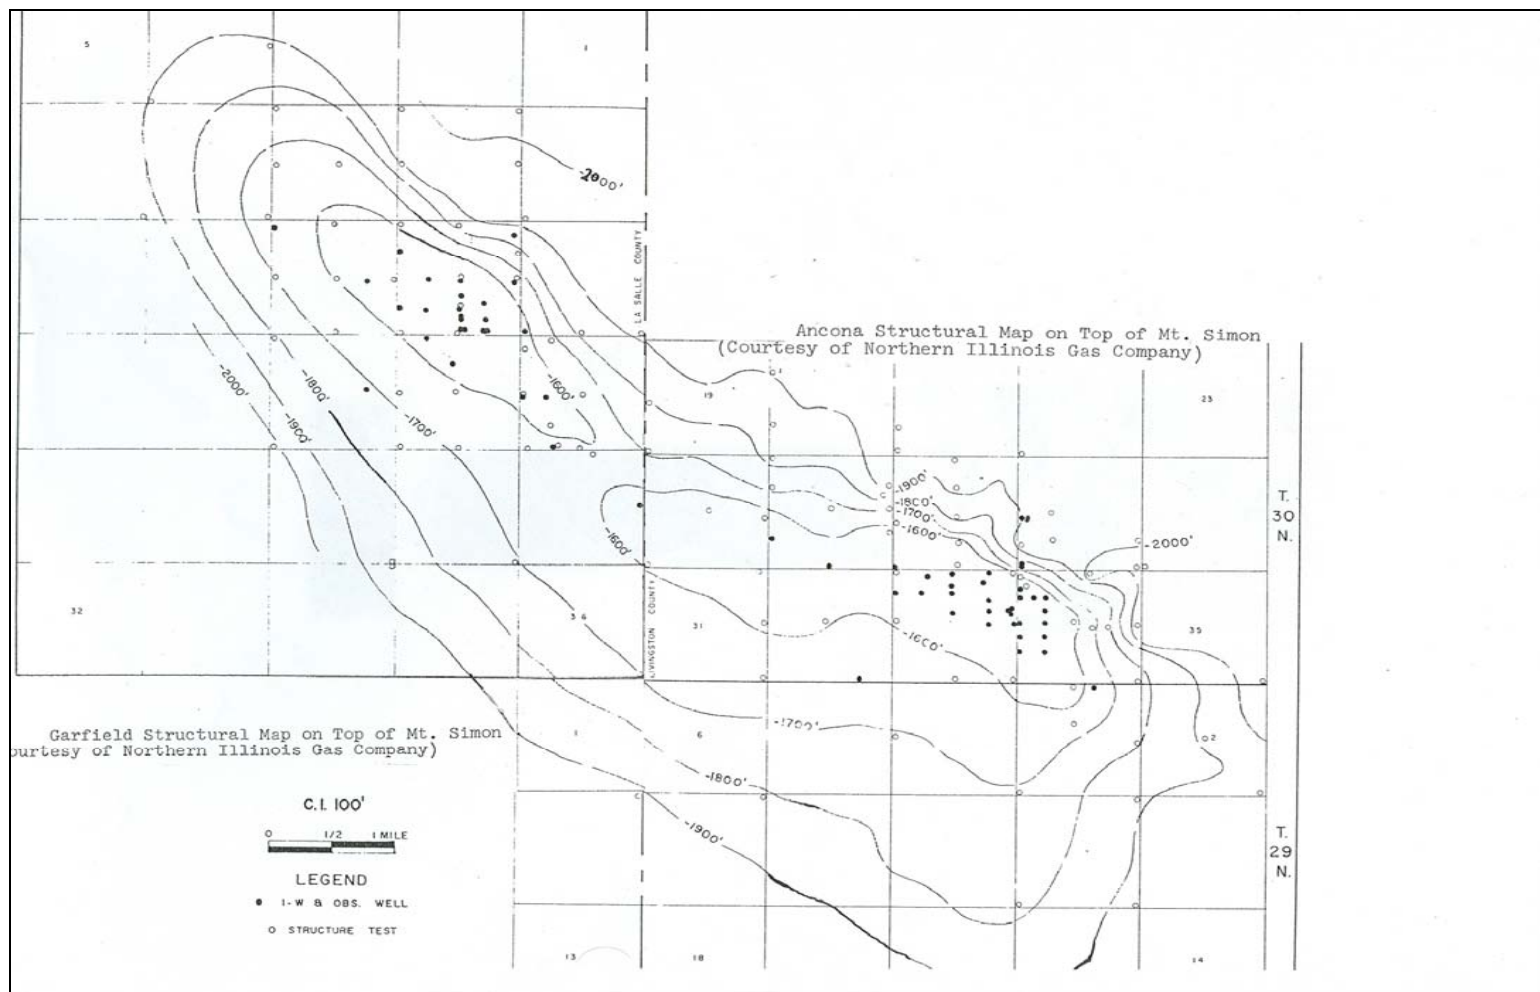 5
1
-2000'
LA SALLE COUNTY
Ancona Structural Map on Top of Mt. Simon
(Courtesy of Northern Illinois Gas Company)
-2000'
-1800'
-1600'
1
19
23
-1900'
-1700'
-1900'
-1800'
-1700'
-1600'
T.
30
N.
-1600'
-2000'
32
36
LIVINGSTON COUNTY
31
-1600'
35
-1700'
Garfield Structural Map on Top of Mt. Simon
ourtesy of Northern Illinois Gas Company)
1
6
2
-1800'
C.I. 100'
0 1/2 1 MILE
-1900'
T.
29
N.
LEGEND
I-W & OBS. WELL
STRUCTURE TEST
13
18
14